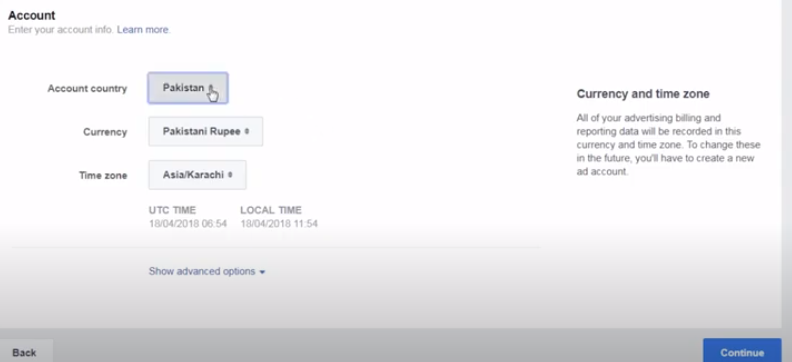 Account
Enter your account info. Learn more.
Account country
Pakistan
Currency
Pakistani Rupee
Time zone
Asia/Karachi
UTC TIME
LOCAL TIME
18/04/2018 06:54
18/04/2018 11:54
Show advanced options
Currency and time zone
All of your advertising billing and
reporting data will be recorded in this
currency and time zone. To change these
in the future, you'll have to create a new
ad account.
Back
Continue